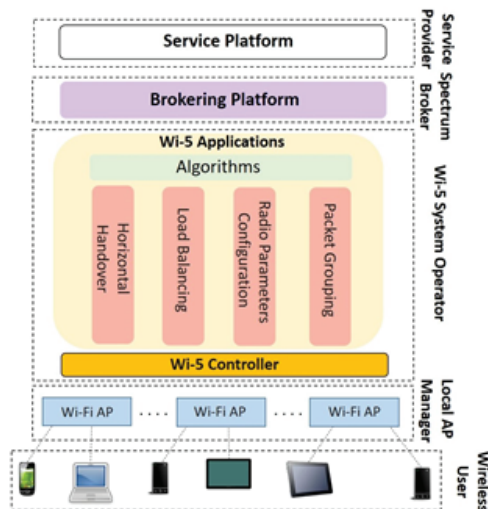 Service Platform
Service
Provider
Brokering Platform
Spectrum
Broker
Wi-5 Applications
Algorithms
Horizontal
Handover
Load Balancing
Radio Parameters
Configuration
Packet Grouping
Wi-5 System Operator
Wi-5 Controller
Wi-Fi AP
. . . .
Wi-Fi AP
. . . .
Wi-Fi AP
Local AP
Manager
Wireless
User